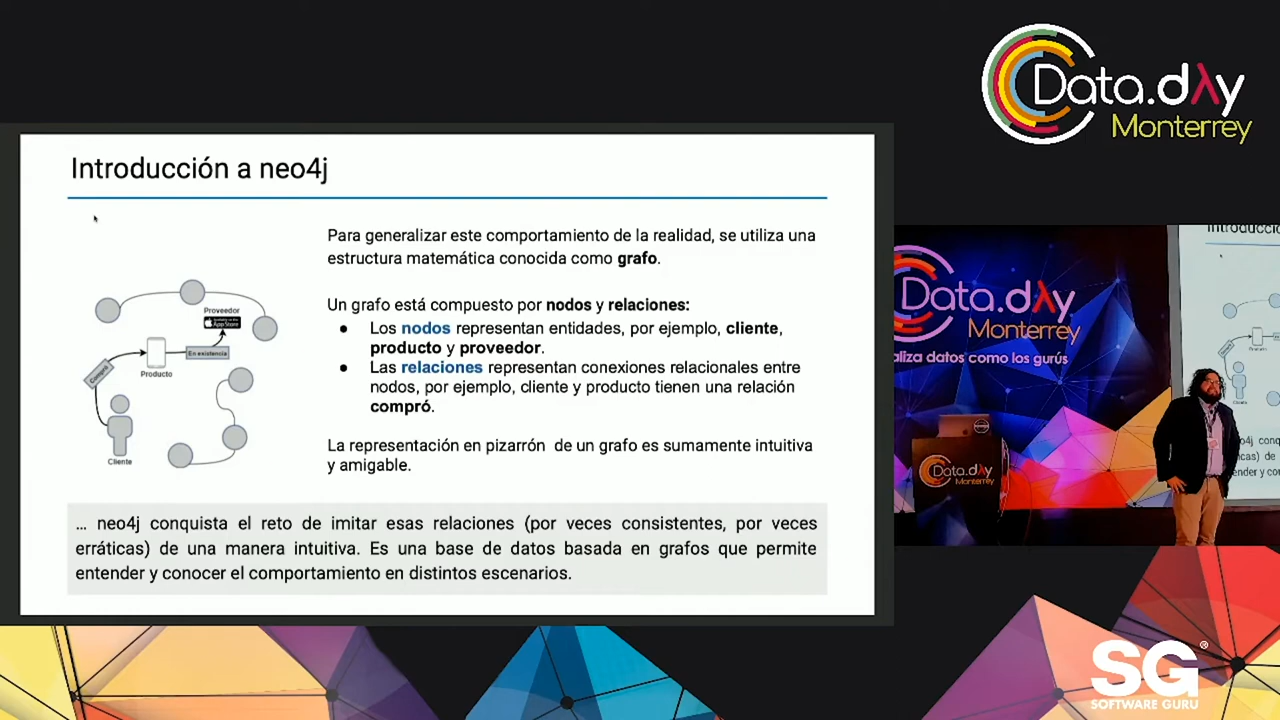 Data.dλy
Monterrey
Introducción a neo4j
Para generalizar este comportamiento de la realidad, se utiliza una
estructura matemática conocida como grafo.
Un grafo está compuesto por nodos y relaciones:
● Los nodos representan entidades, por ejemplo, cliente,
producto y proveedor.
● Las relaciones representan conexiones relacionales entre
nodos, por ejemplo, cliente y producto tienen una relación
compró.
La representación en pizarrón de un grafo es sumamente intuitiva
y amigable.
Proveedor
App Store
En existencia
Producto
Compró
Cliente
... neo4j conquista el reto de imitar esas relaciones (por veces consistentes, por veces
erráticas) de una manera intuitiva. Es una base de datos basada en grafos que permite
entender y conocer el comportamiento en distintos escenarios.
Data.dλy
Monterrey
aliza datos como los gurús
Data.dλy
Monterrey
Introducció
Cliente
SG
®
SOFTWARE GURU